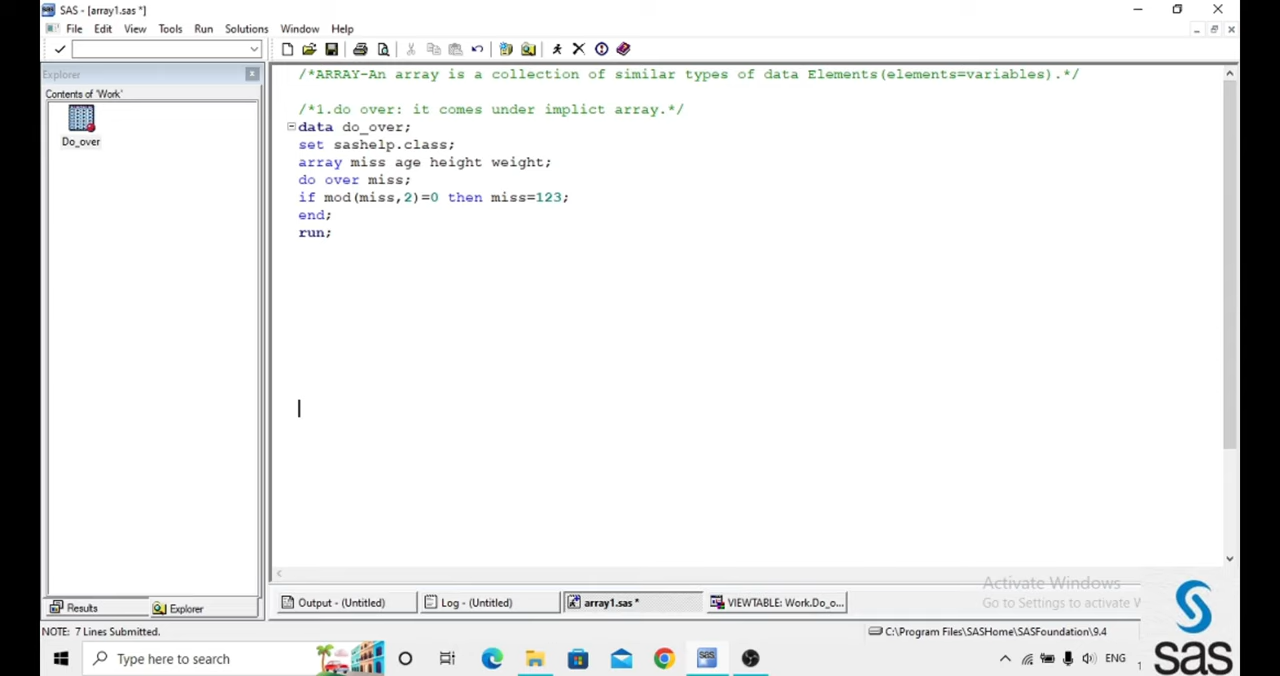 SAS - [array1.sas *]
File Edit View Tools Run Solutions Window Help
Explorer
Contents of 'Work'
Do_over
/*ARRAY-An array is a collection of similar types of data Elements(elements=variables).*/
/*1.do over: it comes under implict array.*/
data do_over;
set sashelp.class;
array miss age height weight;
do over miss;
if mod(miss,2)=0 then miss=123;
end;
run;
Activate Windows
Go to Settings to activate W
Results Explorer
Output - (Untitled) Log - (Untitled) array1.sas * VIEWTABLE: Work.Do_o...
NOTE: 7 Lines Submitted. C:\Program Files\SASHome\SASFoundation\9.4
Type here to search
sas
ENG
sas